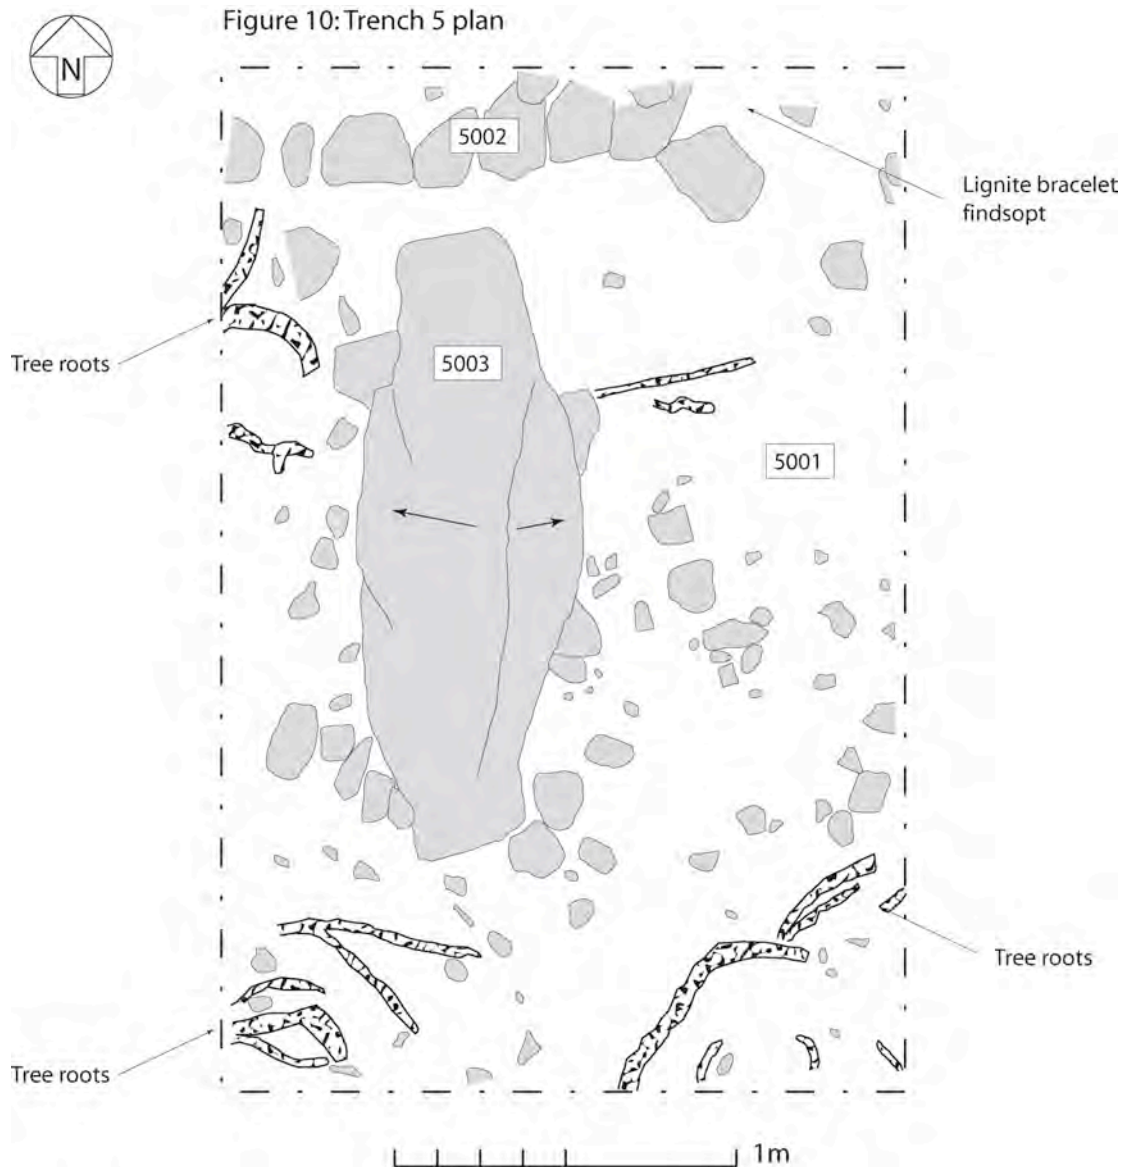 Figure 10: Trench 5 plan
N
5002
Lignite bracelet
findsopt
5003
Tree roots
5001
Tree roots
Tree roots
1m